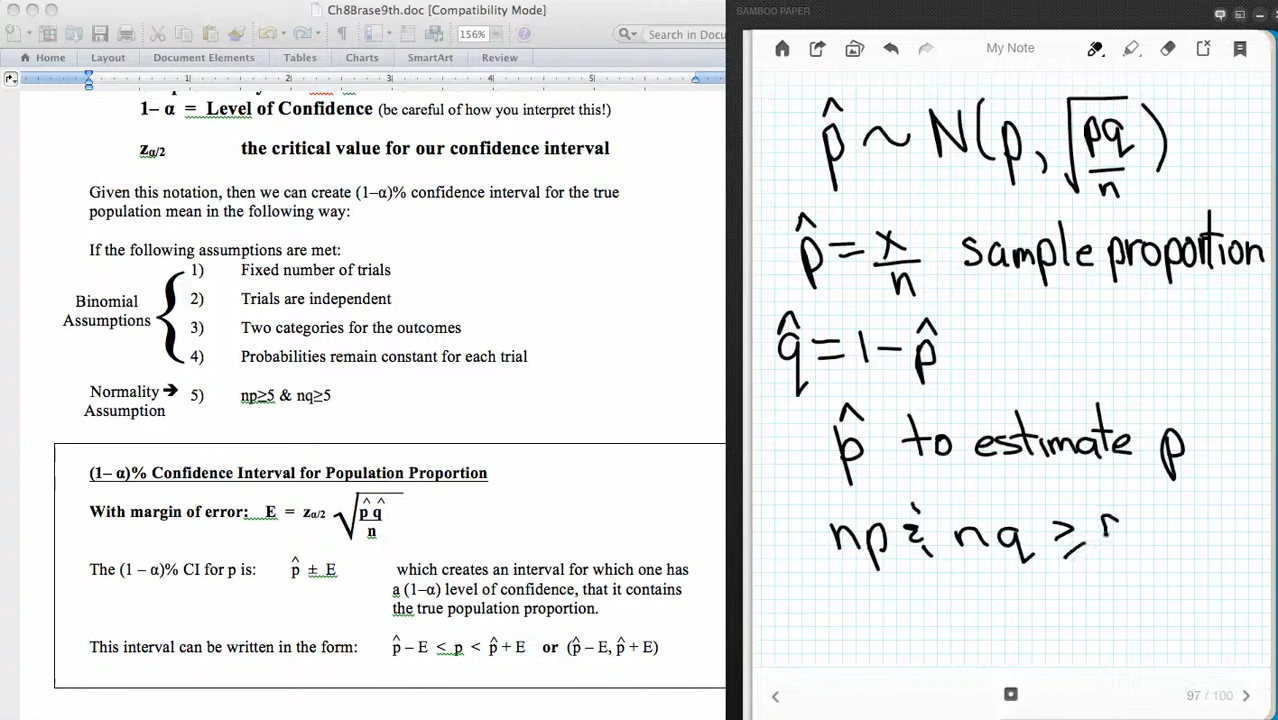 Ch8Brase9th.doc [Compatibility Mode]
156%
Search in Docum
Home Layout Document Elements Tables Charts SmartArt Review
1 2 3 4 5
1– α = Level of Confidence (be careful of how you interpret this!)
zα/2 the critical value for our confidence interval
Given this notation, then we can create (1–α)% confidence interval for the true
population mean in the following way:
If the following assumptions are met:
Binomial
Assumptions
1) Fixed number of trials
2) Trials are independent
3) Two categories for the outcomes
4) Probabilities remain constant for each trial
Normality ➔
Assumption
5) np≥5 & nq≥5
(1– α)% Confidence Interval for Population Proportion
With margin of error: E = zα/2 √(p̂ q̂ / n)
The (1 – α)% CI for p is: p̂ ± E which creates an interval for which one has
a (1–α) level of confidence, that it contains
the true population proportion.
This interval can be written in the form: p̂ – E < p < p̂ + E or (p̂ – E, p̂ + E)
BAMBOO PAPER
My Note
p̂ ~ N(p, √(pq/n))
p̂ = x/n sample proportion
q̂ = 1 – p̂
p̂ to estimate p
np & nq ≥
97 / 100